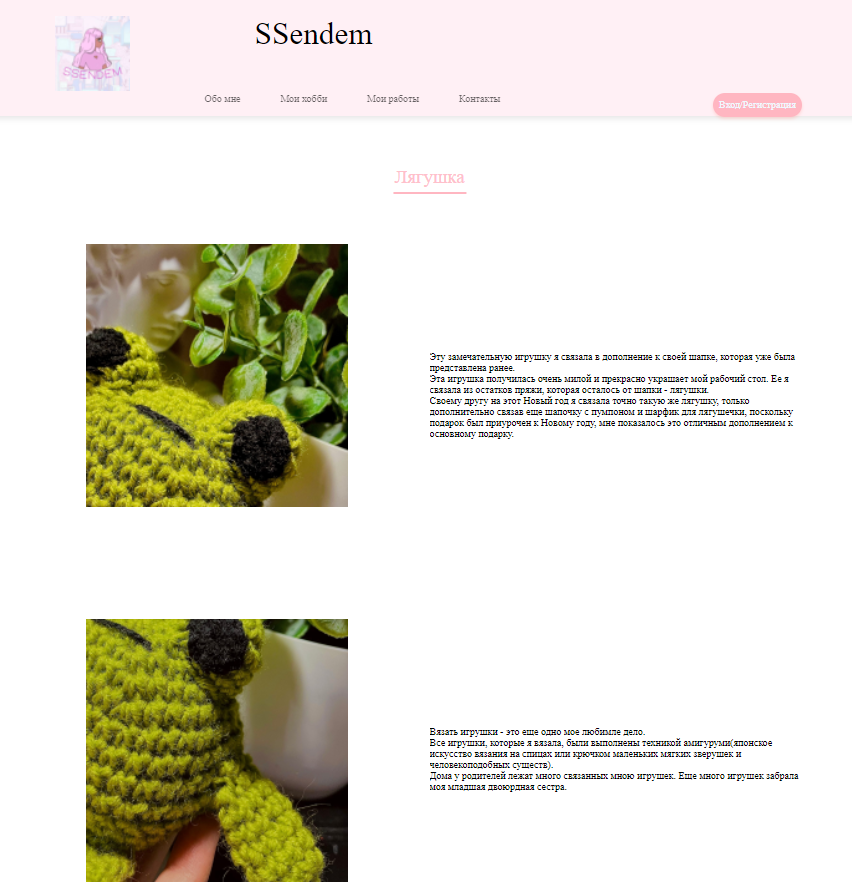 SSENDEM
SSendem
Обо мне
Мои хобби
Мои работы
Контакты
Вход/Регистрация
Лягушка
Эту замечательную игрушку я связала в дополнение к своей шапке, которая уже была
представлена ранее.
Эта игрушка получилась очень милой и прекрасно украшает мой рабочий стол. Ее я
связала из остатков пряжи, которая осталось от шапки - лягушки.
Своему другу на этот Новый год я связала точно такую же лягушку, только
дополнительно связав еще шапочку с пумпоном и шарфик для лягушечки, поскольку
подарок был приурочен к Новому году, мне показалось это отличным дополнением к
основному подарку.
Вязать игрушки - это еще одно мое любимле дело.
Все игрушки, которые я вязала, были выполнены техникой амигуруми(японское
искусство вязания на спицах или крючком маленьких мягких зверушек и
человекоподобных существ).
Дома у родителей лежат много связанных мною игрушек. Еще много игрушек забрала
моя младшая двоюрдная сестра.